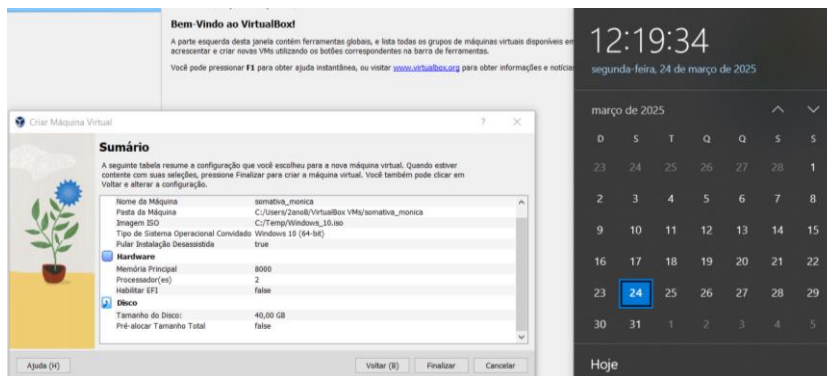 Bem-Vindo ao VirtualBox!
A parte esquerda desta janela contém ferramentas globais, e lista todas os grupos de máquinas virtuais disponíveis em
acrescentar e criar novas VMs utilizando os botões correspondentes na barra de ferramentas.
Você pode pressionar F1 para obter ajuda instantânea, ou visitar www.virtualbox.org para obter informações e notícias
Criar Máquina Virtual
? ×
Sumário
A seguinte tabela resume a configuração que você escolheu para a nova máquina virtual. Quando estiver
contente com suas seleções, pressione Finalizar para criar a máquina virtual. Você também pode clicar em
Voltar e alterar a configuração.
Nome da Máquina somativa_monica
Pasta da Máquina C:/Users/2anoB/VirtualBox VMs/somativa_monica
Imagem ISO C:/Temp/Windows_10.iso
Tipo de Sistema Operacional Convidado Windows 10 (64-bit)
Pular Instalação Desassistida true
Hardware
Memória Principal 8000
Processador(es) 2
Habilitar EFI false
Disco
Tamanho do Disco: 40,00 GB
Pré-alocar Tamanho Total false
Ajuda (H) Voltar (B) Finalizar Cancelar
12:19:34
segunda-feira, 24 de março de 2025
março de 2025
D S T Q Q S S
23 24 25 26 27 28 1
2 3 4 5 6 7 8
9 10 11 12 13 14 15
16 17 18 19 20 21 22
23 24 25 26 27 28 29
30 31 1 2 3 4 5
Hoje